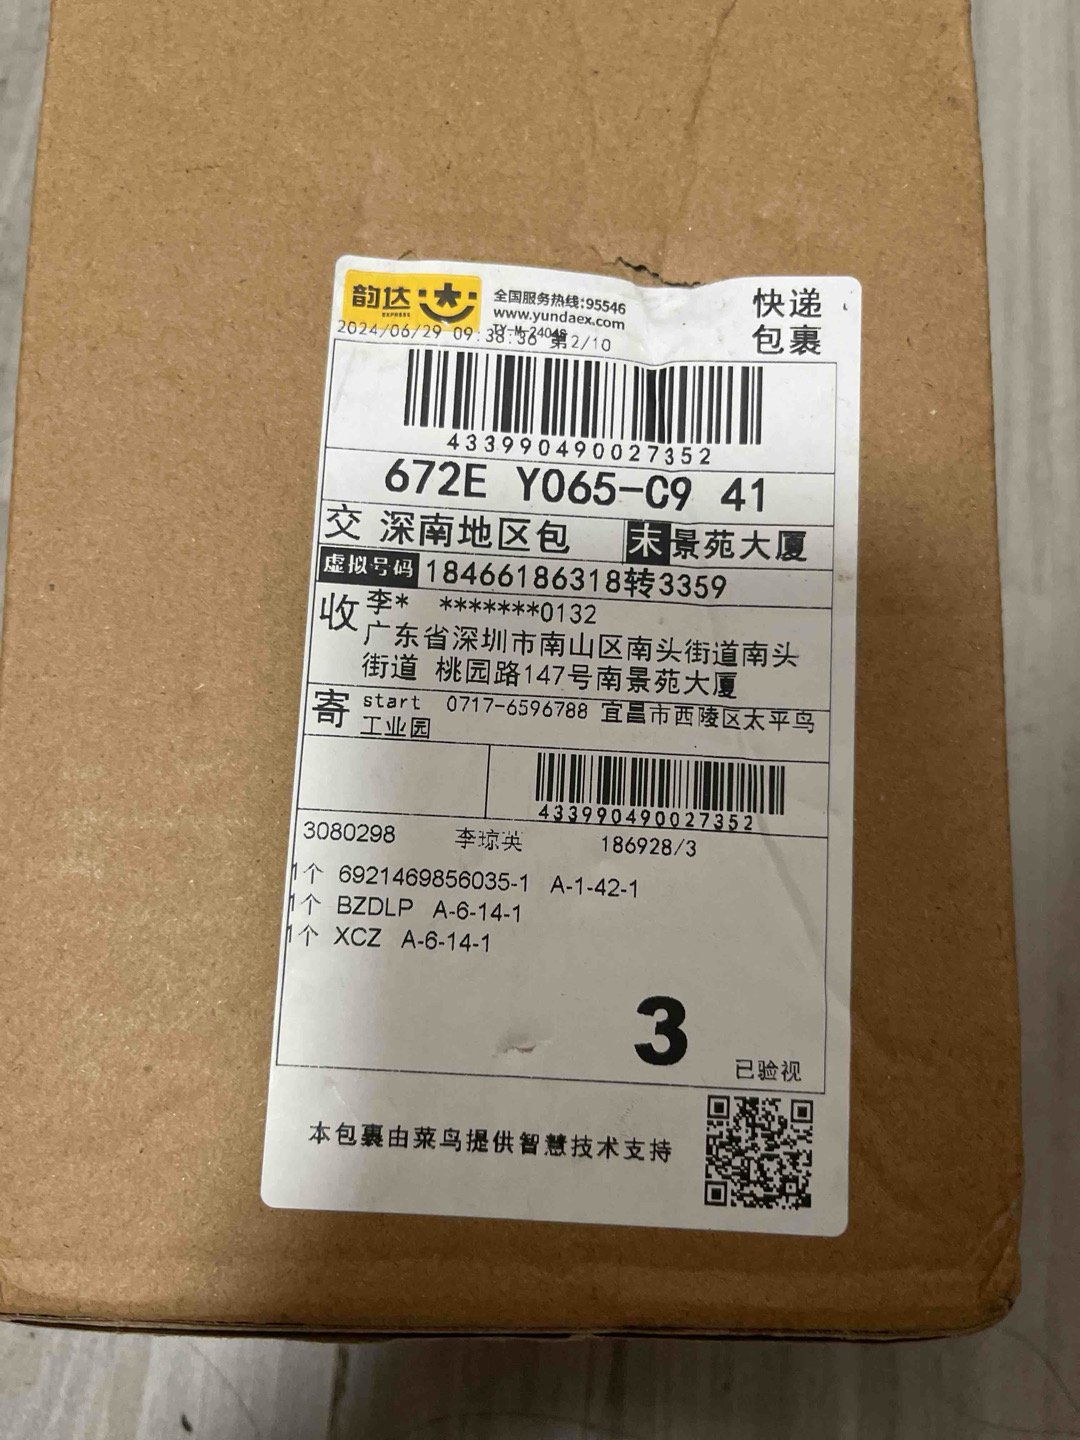 韵达
EXPRESS
全国服务热线:95546
www.yundaex.com
快递
包裹
2024/06/29 09:38:36 第2/10
433990490027352
672E Y065-C9 41
交 深南地区包 末 景苑大厦
虚拟号码 18466186318转3359
收 李* *******0132
广东省深圳市南山区南头街道南头
街道 桃园路147号南景苑大厦
寄 start 0717-6596788 宜昌市西陵区太平鸟
工业园
433990490027352
3080298 李琼英 186928/3
1个 6921469856035-1 A-1-42-1
1个 BZDLP A-6-14-1
1个 XCZ A-6-14-1
3
已验视
本包裹由菜鸟提供智慧技术支持